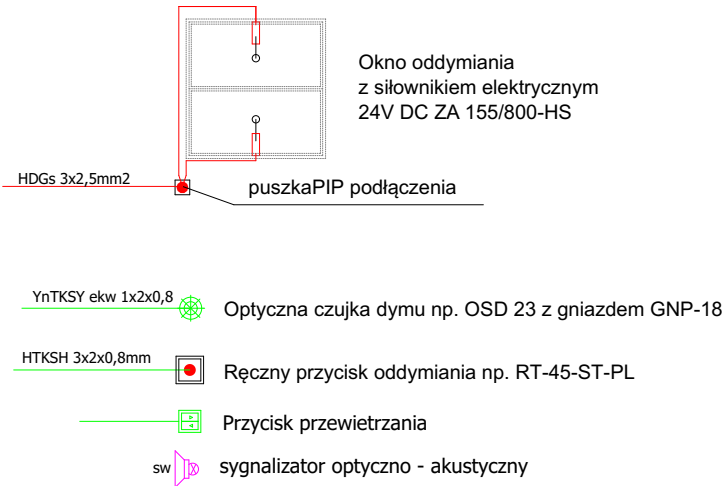 Okno oddymiania
z siłownikiem elektrycznym
24V DC ZA 155/800-HS
HDGs 3x2,5mm2
puszkaPIP podłączenia
YnTKSY ekw 1x2x0,8
Optyczna czujka dymu np. OSD 23 z gniazdem GNP-18
HTKSH 3x2x0,8mm
Ręczny przycisk oddymiania np. RT-45-ST-PL
Przycisk przewietrzania
sw
sygnalizator optyczno - akustyczny